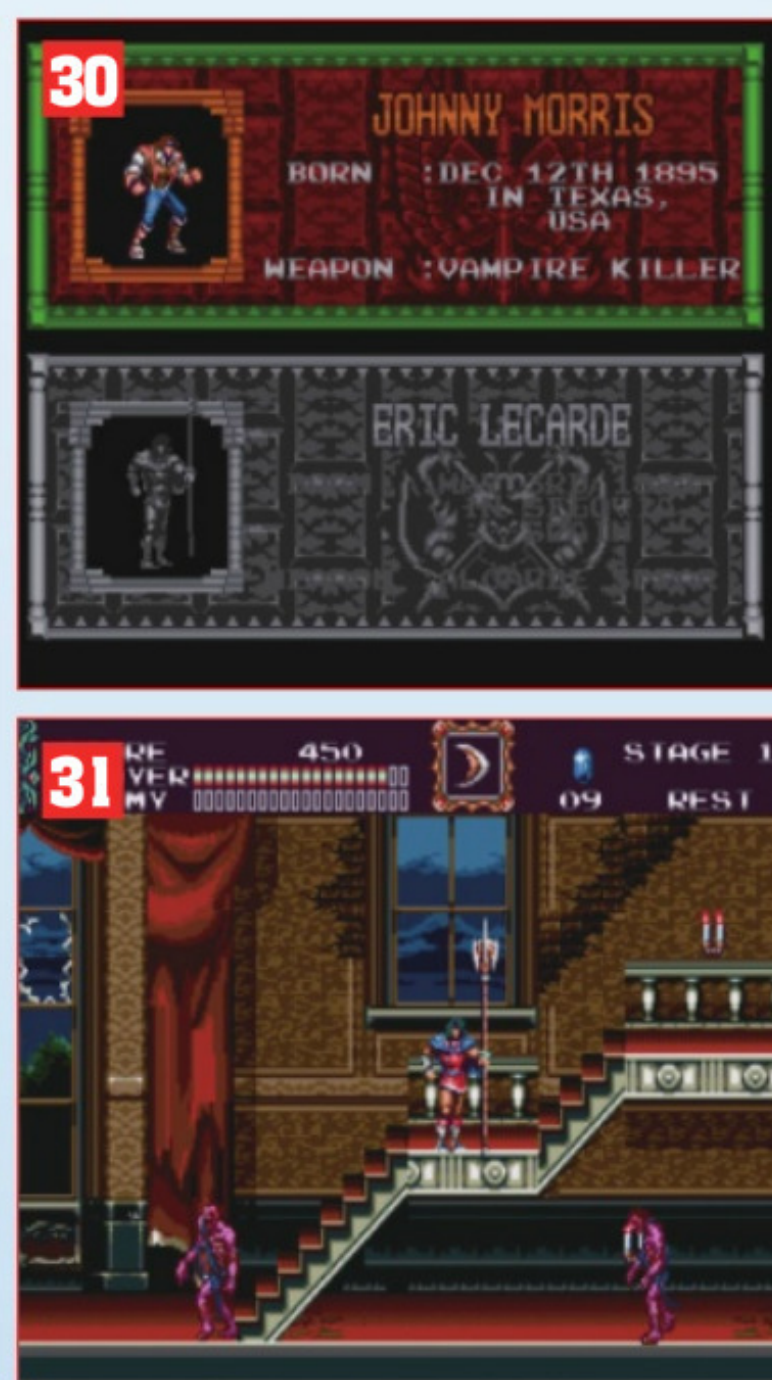 30
JOHNNY MORRIS
BORN :DEC 12TH 1895
IN TEXAS,
USA
WEAPON :VAMPIRE KILLER
ERIC LECARDE
31
RE 450 STAGE 1
VER
MY 09 REST